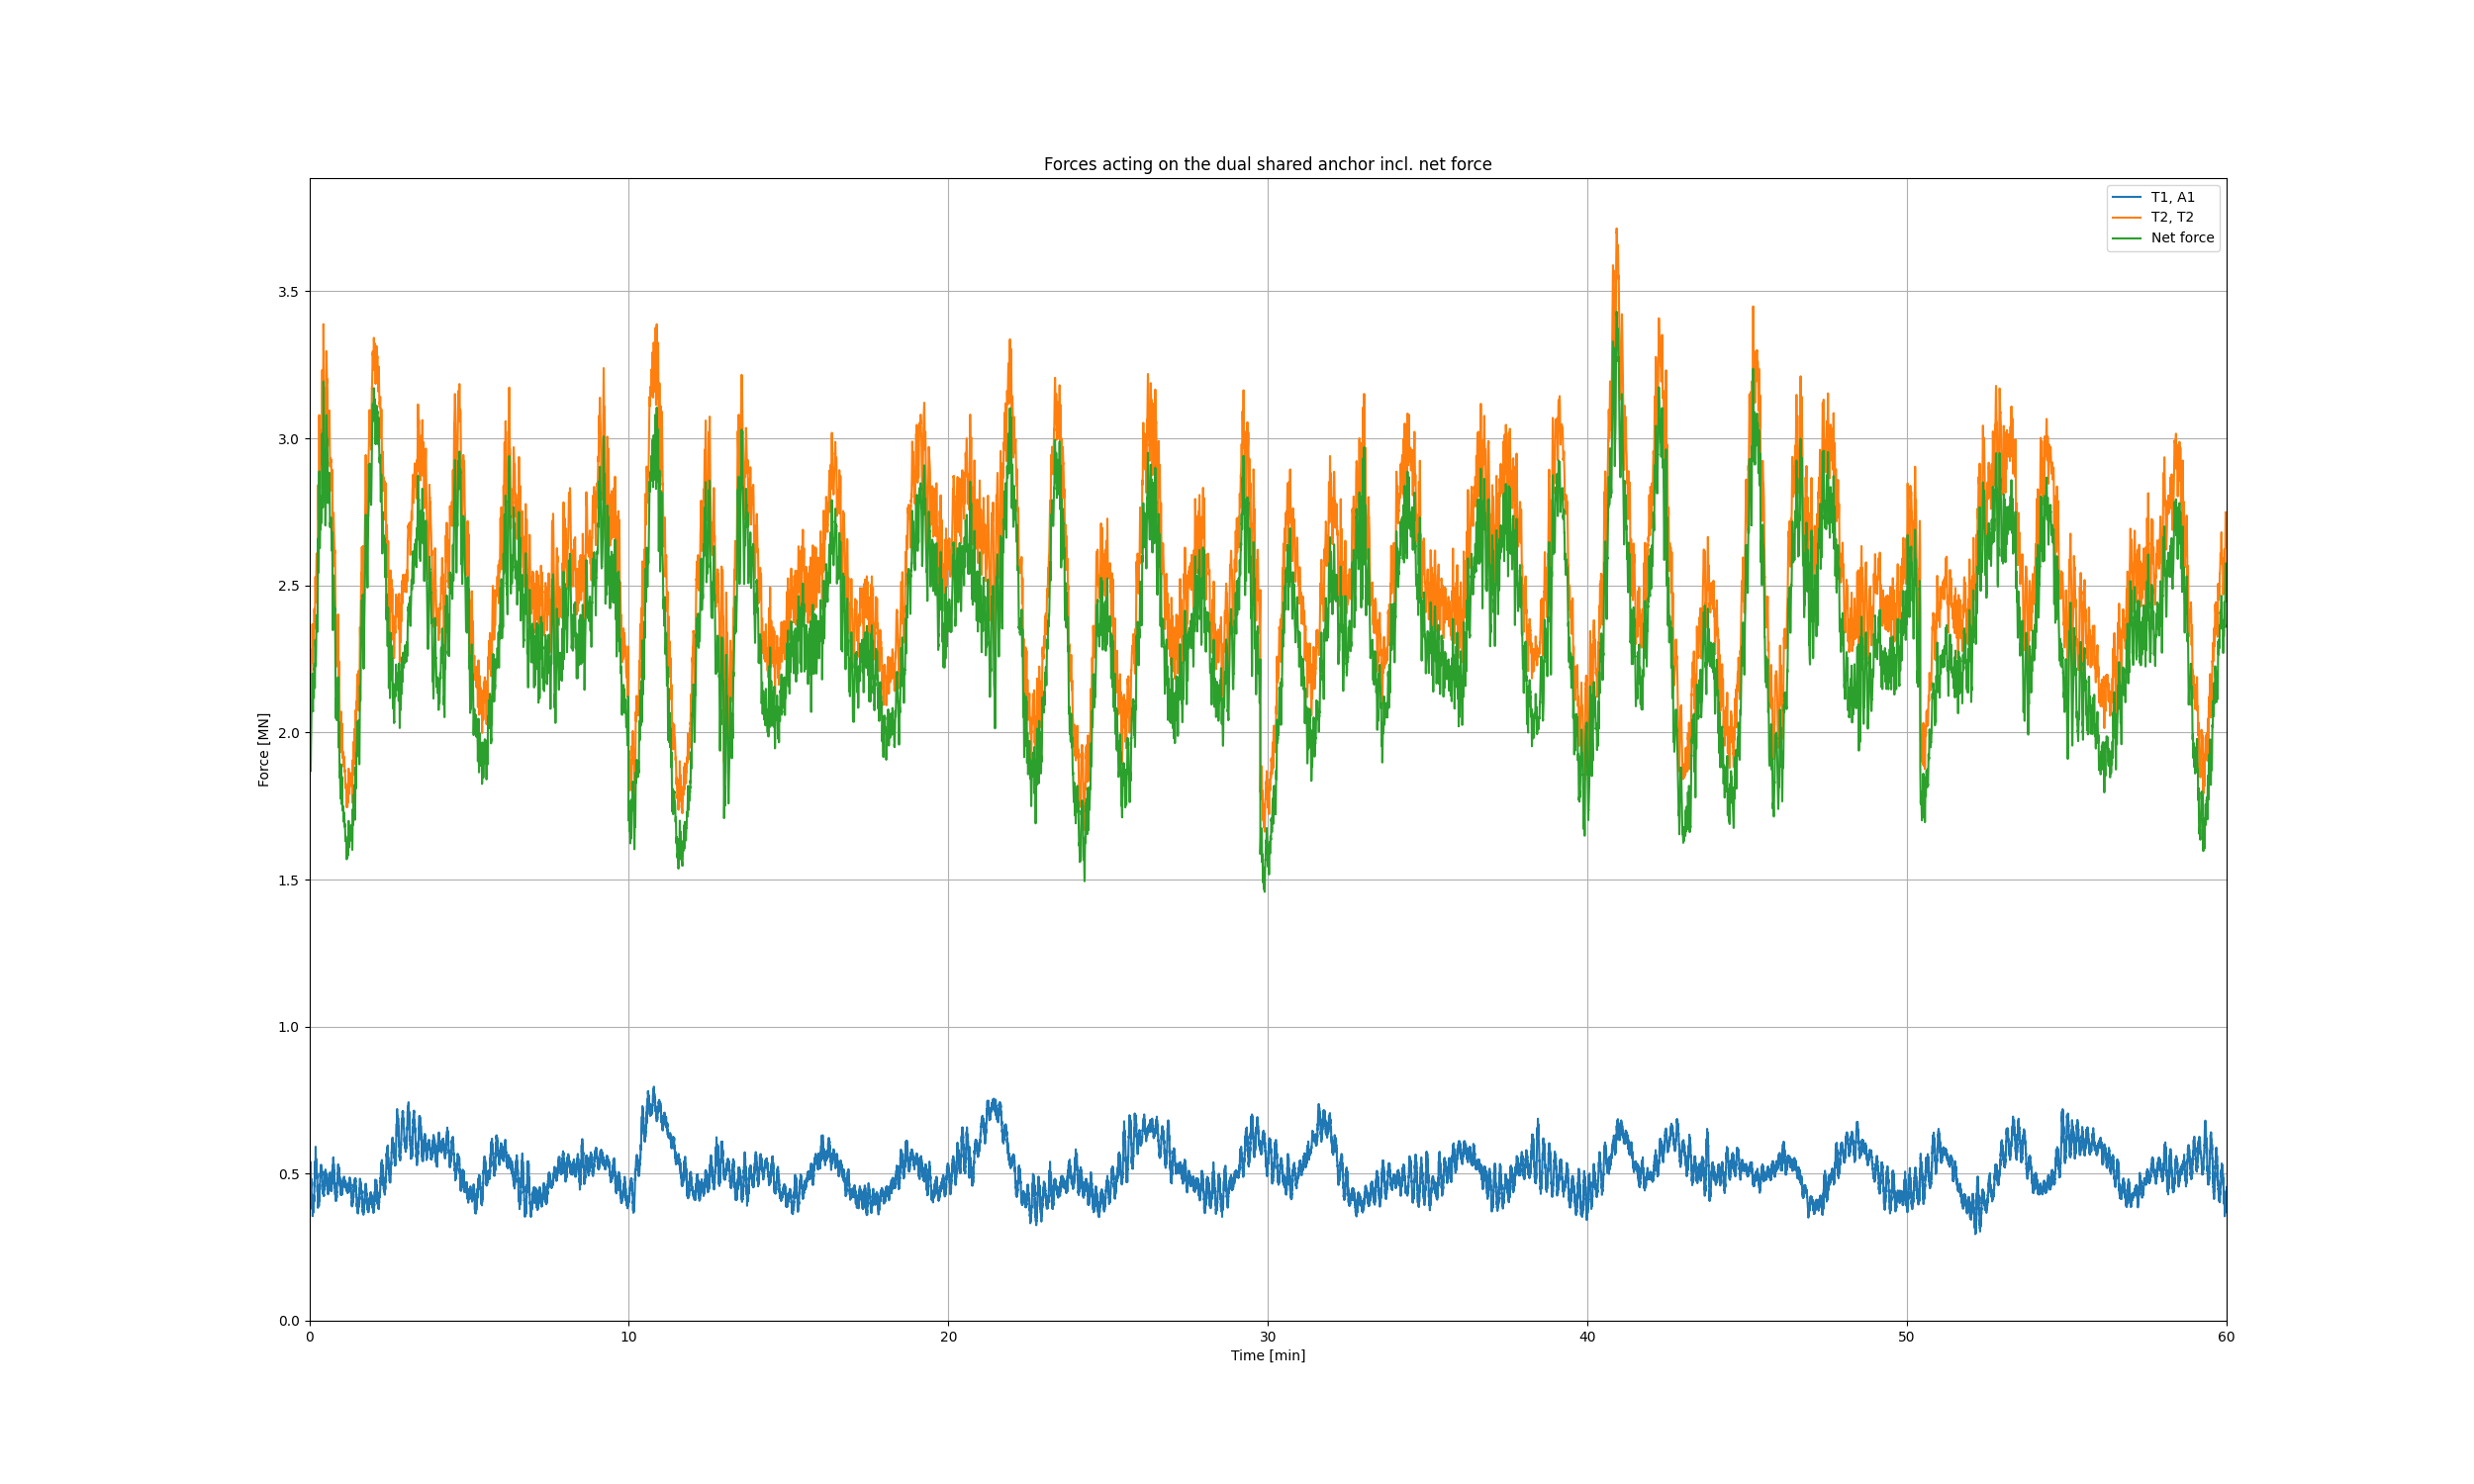 Forces acting on the dual shared anchor incl. net force
T1, A1
T2, T2
Net force
Force [MN]
3.5
3.0
2.5
2.0
1.5
1.0
0.5
0.0
0 10 20 30 40 50 60
Time [min]